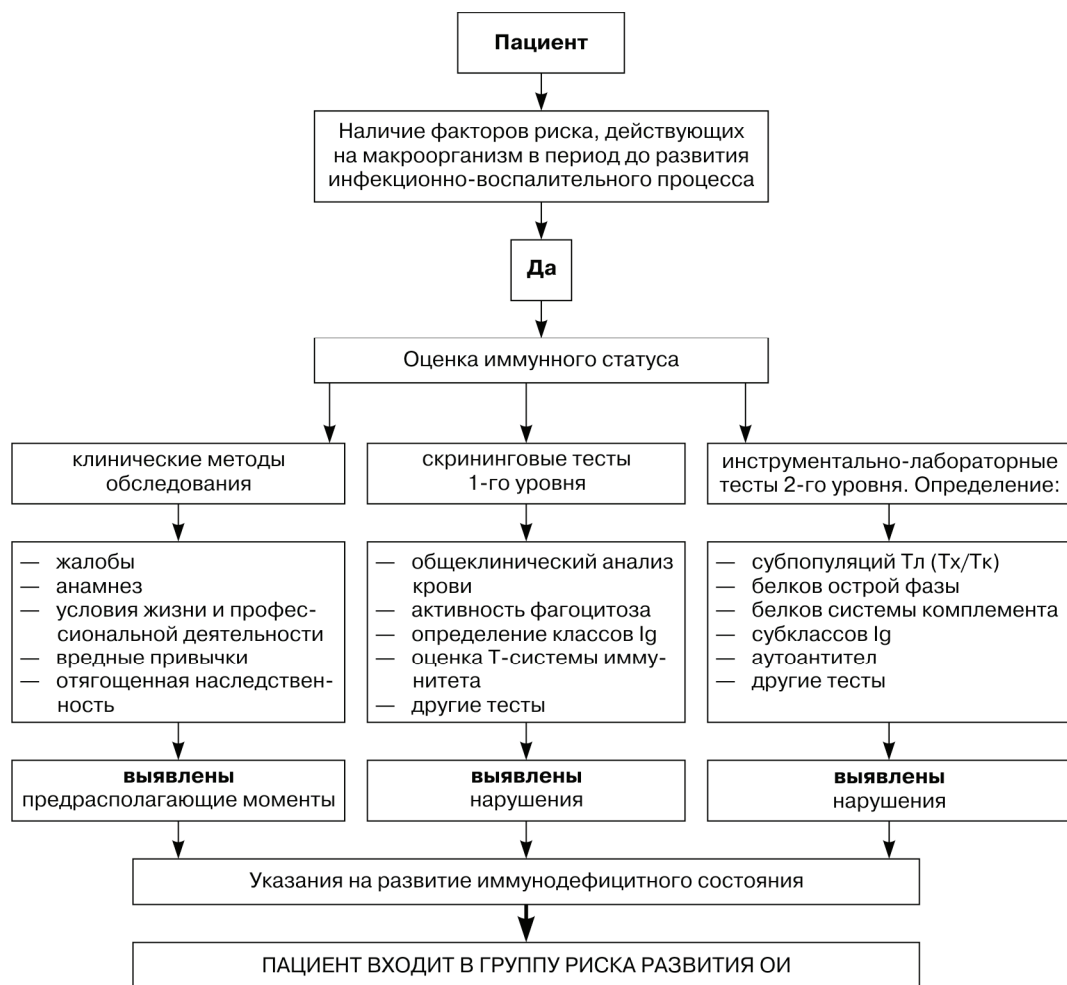 Пациент
Наличие факторов риска, действующих
на макроорганизм в период до развития
инфекционно-воспалительного процесса
Да
Оценка иммунного статуса
клинические методы
обследования
скрининговые тесты
1-го уровня
инструментально-лабораторные
тесты 2-го уровня. Определение:
— жалобы
— анамнез
— условия жизни и профес-
сиональной деятельности
— вредные привычки
— отягощенная наследствен-
ность
— общеклинический анализ
крови
— активность фагоцитоза
— определение классов Ig
— оценка Т-системы имму-
нитета
— другие тесты
— субпопуляций Тл (Тх/Тк)
— белков острой фазы
— белков системы комплемента
— субклассов Ig
— аутоантител
— другие тесты
выявлены
предрасполагающие моменты
выявлены
нарушения
выявлены
нарушения
Указания на развитие иммунодефицитного состояния
ПАЦИЕНТ ВХОДИТ В ГРУППУ РИСКА РАЗВИТИЯ ОИ